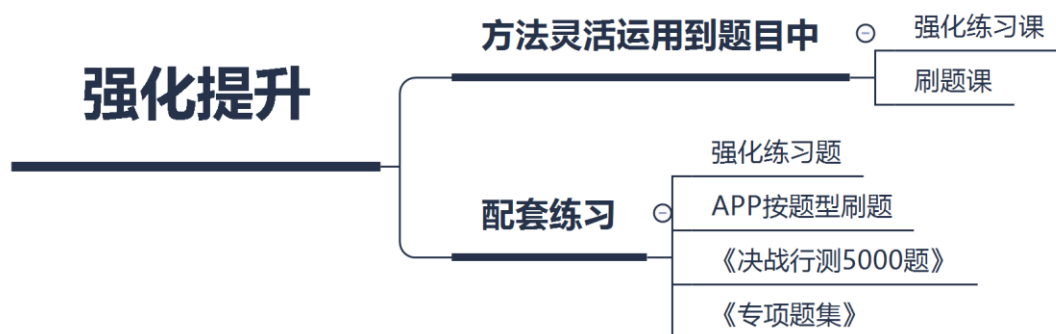 强化提升
方法灵活运用到题目中
强化练习课
刷题课
配套练习
强化练习题
APP按题型刷题
《决战行测5000题》
《专项题集》